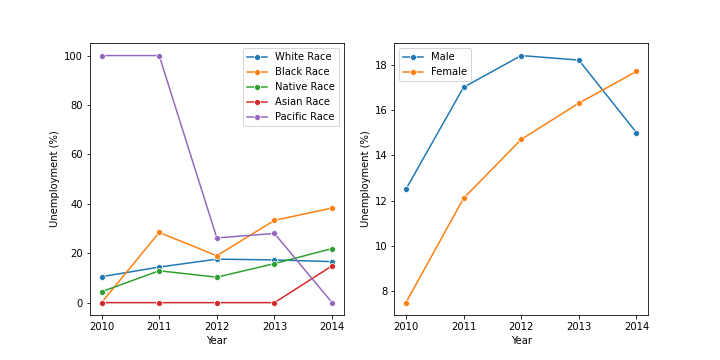 Unemployment (%)
100
80
60
40
20
0
White Race
Black Race
Native Race
Asian Race
Pacific Race
2010 2011 2012 2013 2014
Year
Unemployment (%)
18
16
14
12
10
8
Male
Female
2010 2011 2012 2013 2014
Year